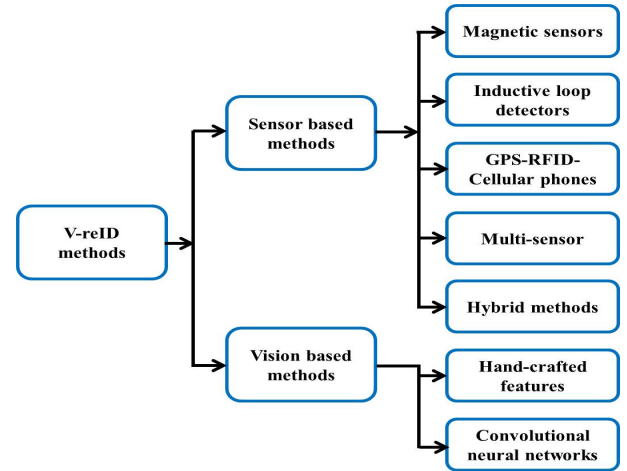 V-reID
methods
Sensor based
methods
Vision based
methods
Magnetic sensors
Inductive loop
detectors
GPS-RFID-
Cellular phones
Multi-sensor
Hybrid methods
Hand-crafted
features
Convolutional
neural networks